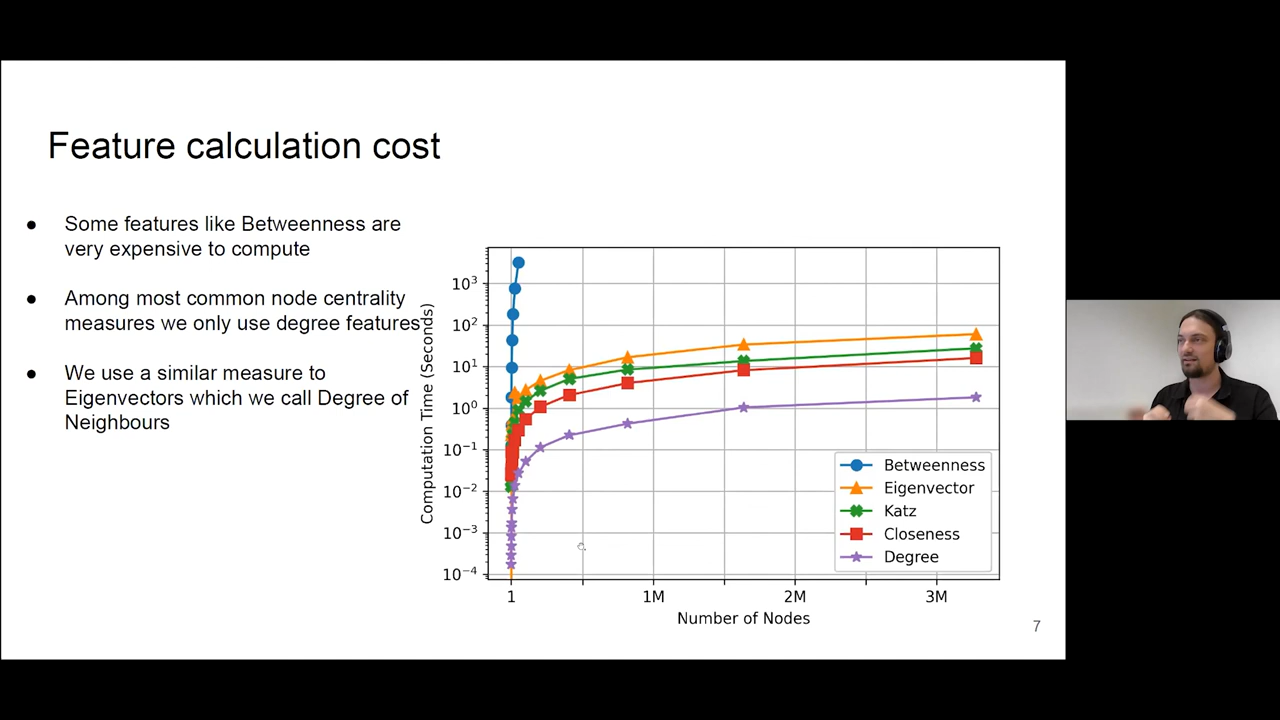 Feature calculation cost
● Some features like Betweenness are
very expensive to compute
● Among most common node centrality
measures we only use degree features
● We use a similar measure to
Eigenvectors which we call Degree of
Neighbours
Computation Time (Seconds)
10³
10²
10¹
10⁰
10⁻¹
10⁻²
10⁻³
10⁻⁴
Betweenness
Eigenvector
Katz
Closeness
Degree
1 1M 2M 3M
Number of Nodes
7